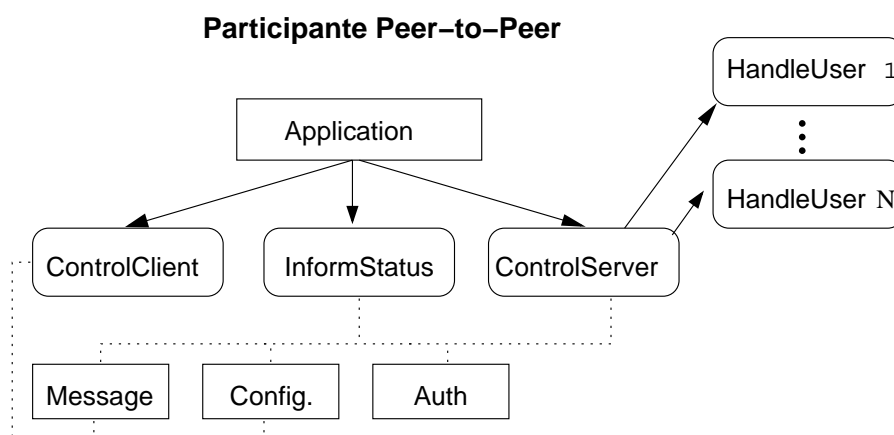 Participante Peer−to−Peer
HandleUser 1
Application
HandleUser N
ControlClient
InformStatus
ControlServer
Message
Config.
Auth